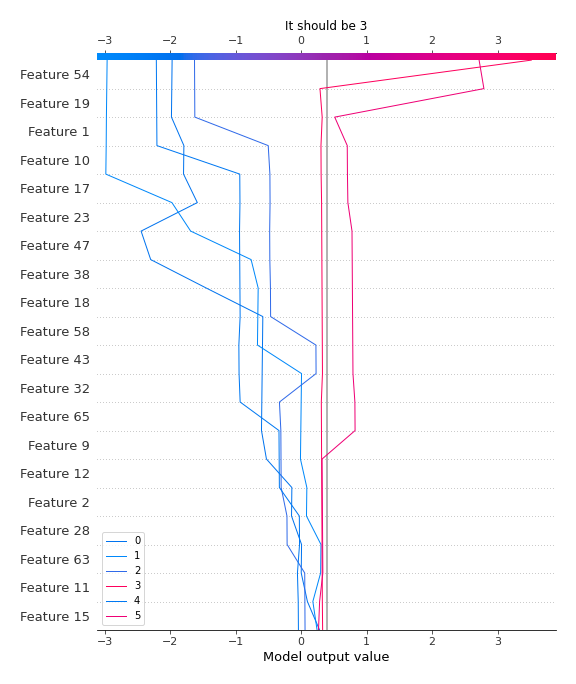 It should be 3
−3 −2 −1 0 1 2 3
Feature 54
Feature 19
Feature 1
Feature 10
Feature 17
Feature 23
Feature 47
Feature 38
Feature 18
Feature 58
Feature 43
Feature 32
Feature 65
Feature 9
Feature 12
Feature 2
Feature 28
Feature 63
Feature 11
Feature 15
0
1
2
3
4
5
−3 −2 −1 0 1 2 3
Model output value